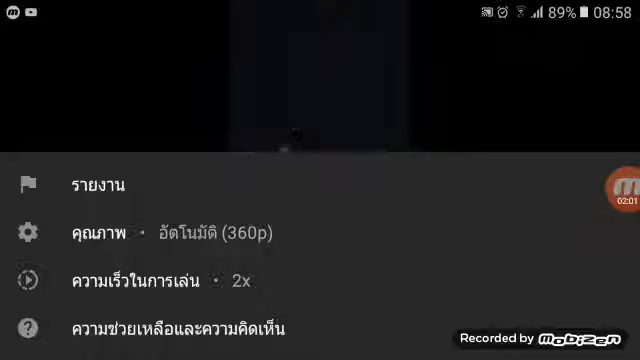 89% 08:58
รายงาน
คุณภาพ • อัตโนมัติ (360p)
02:01
ความเร็วในการเล่น • 2x
ความช่วยเหลือและความคิดเห็น
Recorded by mobizen